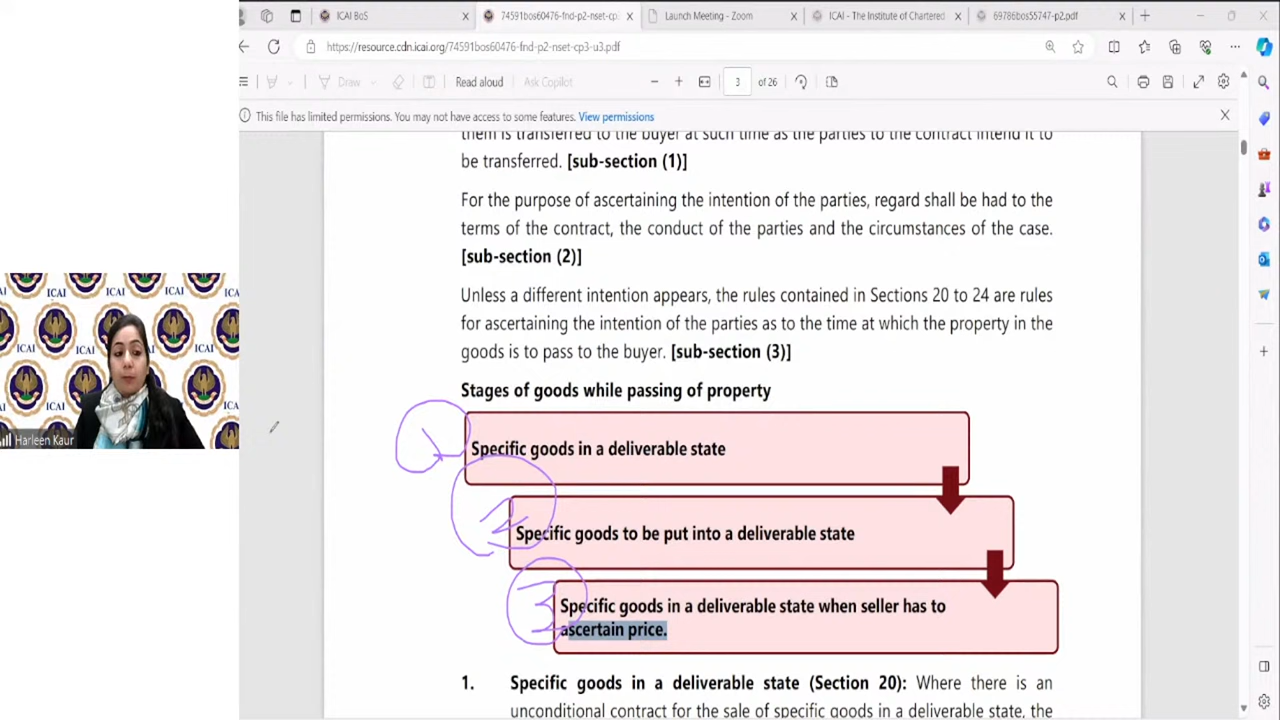 ICAI BoS
74591bos60476-fnd-p2-nset-cp
Launch Meeting - Zoom
ICAI - The Institute of Chartered
69786bos55747-p2.pdf
https://resource.cdn.icai.org/74591bos60476-fnd-p2-nset-cp3-u3.pdf
Draw
Read aloud
Ask Copilot
3 of 26
This file has limited permissions. You may not have access to some features. View permissions
them is transferred to the buyer at such time as the parties to the contract intend it to
be transferred. [sub-section (1)]
For the purpose of ascertaining the intention of the parties, regard shall be had to the
terms of the contract, the conduct of the parties and the circumstances of the case.
[sub-section (2)]
Unless a different intention appears, the rules contained in Sections 20 to 24 are rules
for ascertaining the intention of the parties as to the time at which the property in the
goods is to pass to the buyer. [sub-section (3)]
Stages of goods while passing of property
1
Specific goods in a deliverable state
2
Specific goods to be put into a deliverable state
3
Specific goods in a deliverable state when seller has to
ascertain price.
1. Specific goods in a deliverable state (Section 20): Where there is an
unconditional contract for the sale of specific goods in a deliverable state, the
ICAI ICAI
ICAI
ICAI
Harleen Kaur